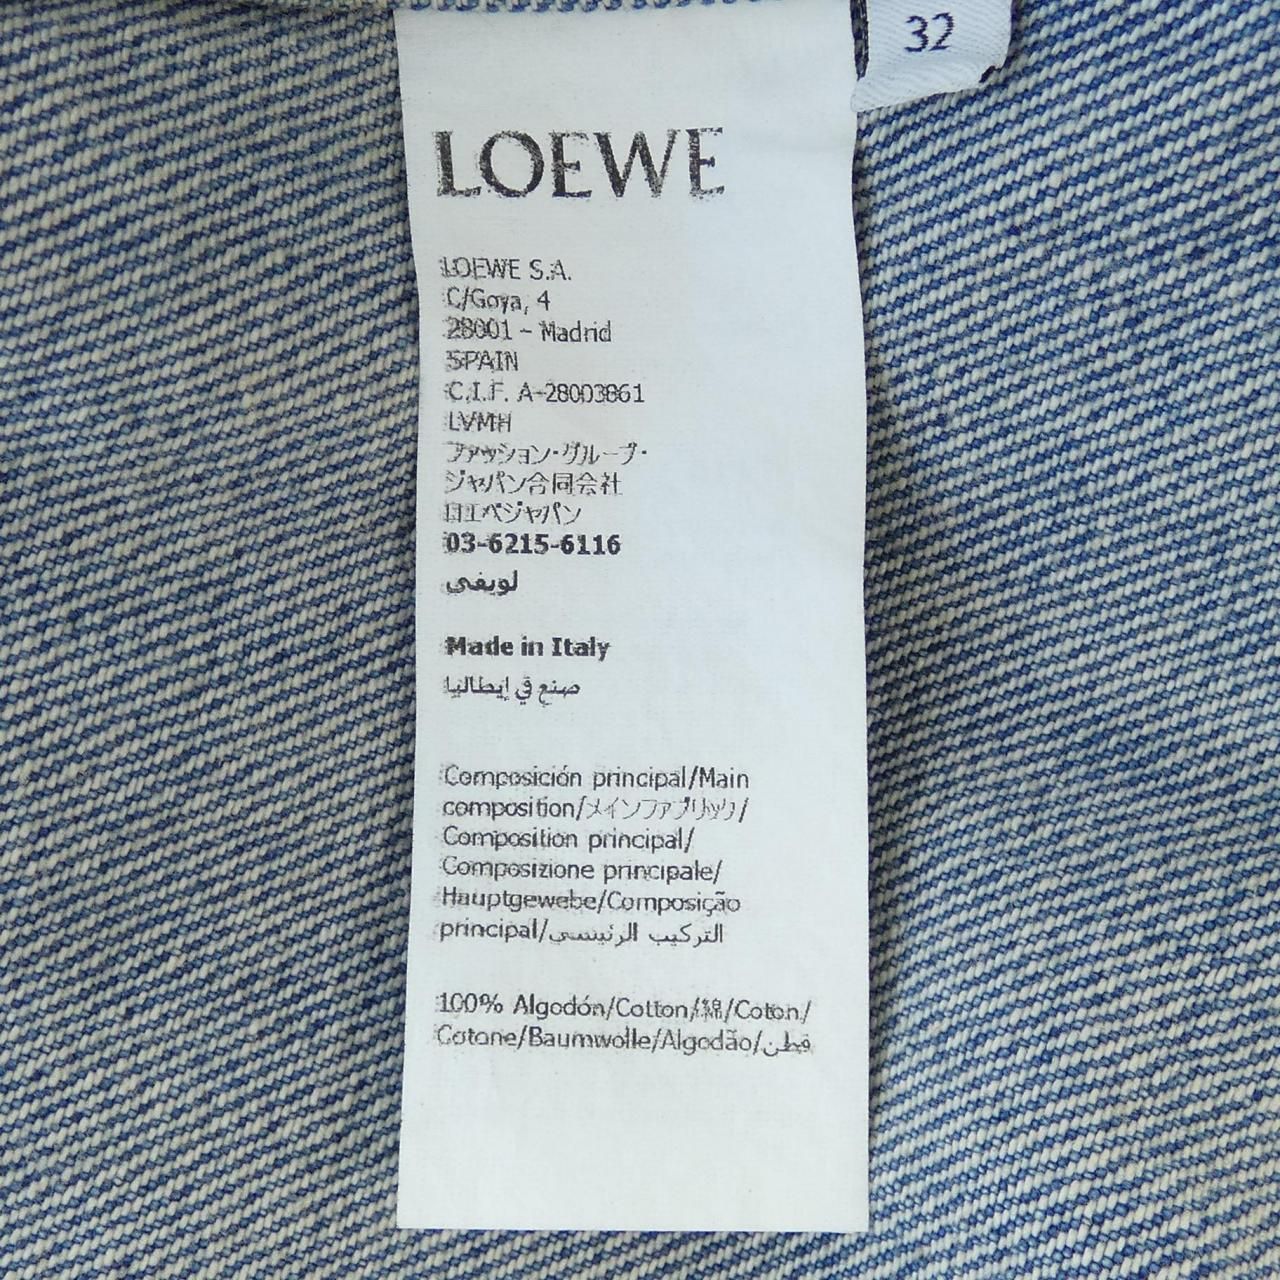 32
LOEWE
LOEWE S.A.
C/Goya, 4
28001 - Madrid
SPAIN
C.I.F. A-28003861
LVMH
ファッション･グループ･
ジャパン合同会社
ロエベジャパン
03-6215-6116
لويفي
Made in Italy
صنع في إيطاليا
Composición principal/Main
composition/メインファブリック/
Composition principal/
Composizione principale/
Hauptgewebe/Composição
principal/التركيب الرئيسي
100% Algodón/Cotton/綿/Coton/
Cotone/Baumwolle/Algodão/قطن